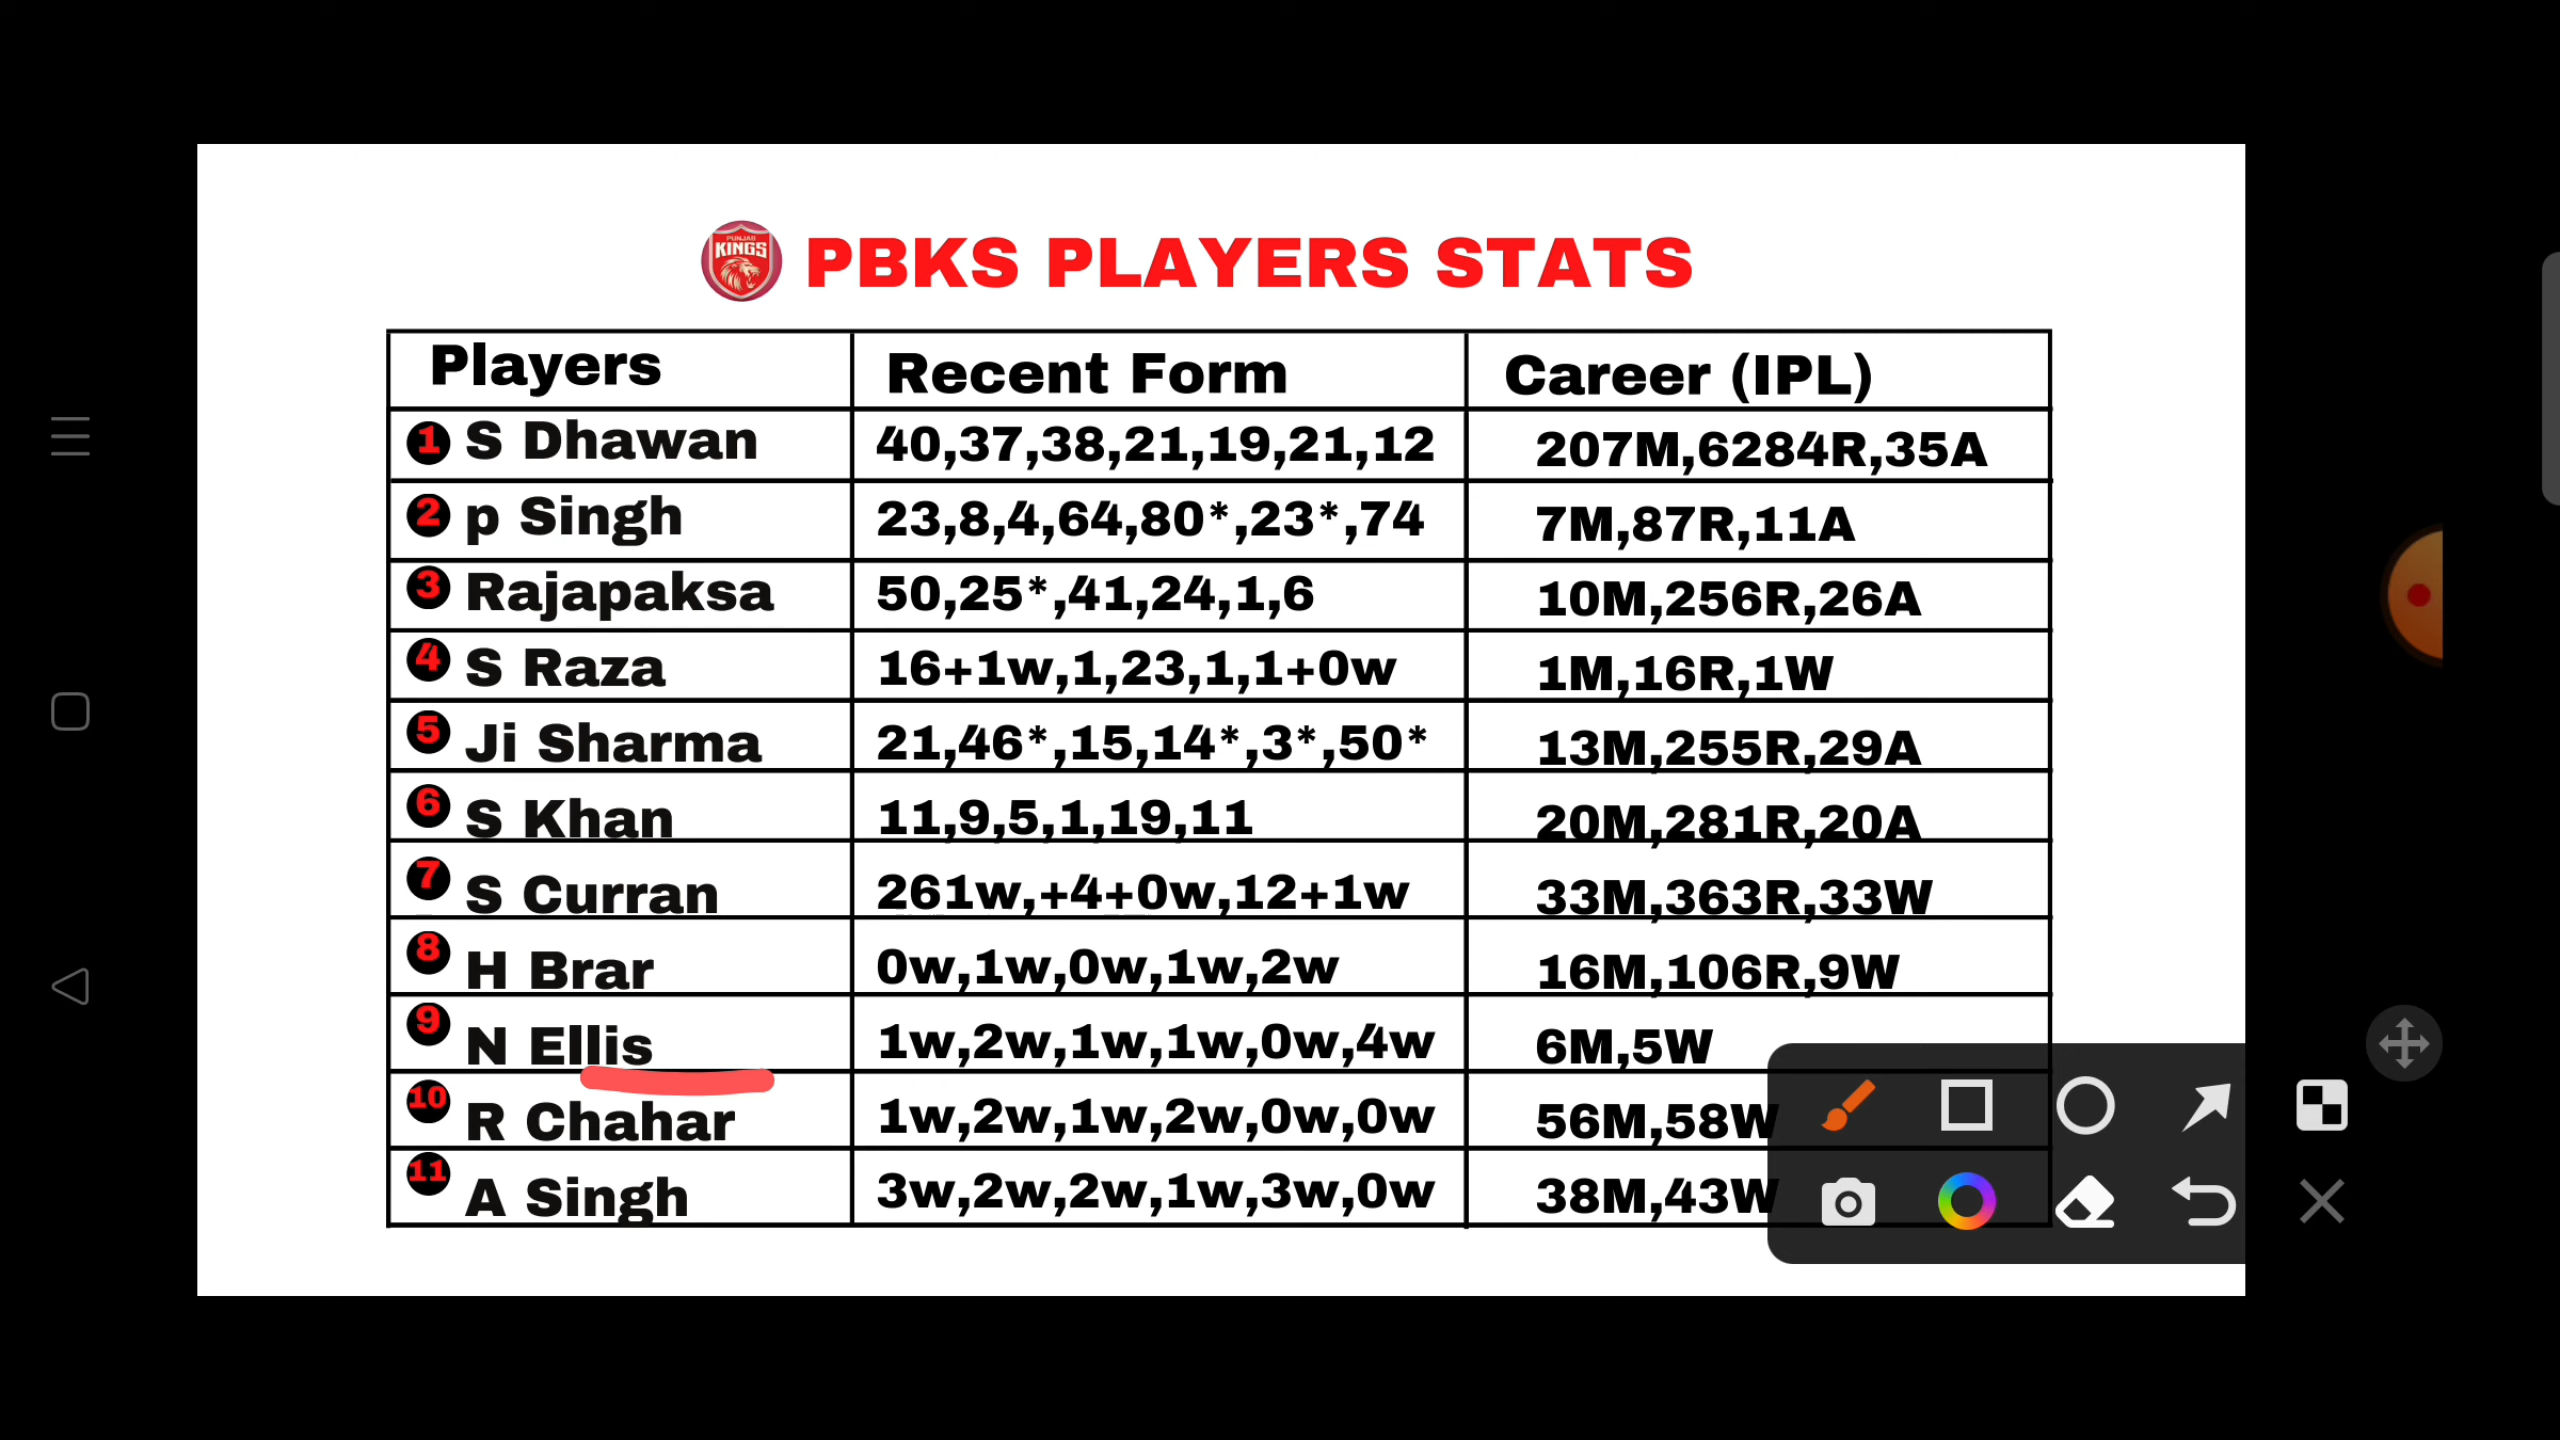 PUNJAB
KINGS
PBKS PLAYERS STATS
Players Recent Form Career (IPL)
1 S Dhawan 40,37,38,21,19,21,12 207M,6284R,35A
2 p Singh 23,8,4,64,80*,23*,74 7M,87R,11A
3 Rajapaksa 50,25*,41,24,1,6 10M,256R,26A
4 S Raza 16+1w,1,23,1,1+0w 1M,16R,1W
5 Ji Sharma 21,46*,15,14*,3*,50* 13M,255R,29A
6 S Khan 11,9,5,1,19,11 20M,281R,20A
7 S Curran 261w,+4+0w,12+1w 33M,363R,33W
8 H Brar 0w,1w,0w,1w,2w 16M,106R,9W
9 N Ellis 1w,2w,1w,1w,0w,4w 6M,5W
10 R Chahar 1w,2w,1w,2w,0w,0w 56M,58W
11 A Singh 3w,2w,2w,1w,3w,0w 38M,43W